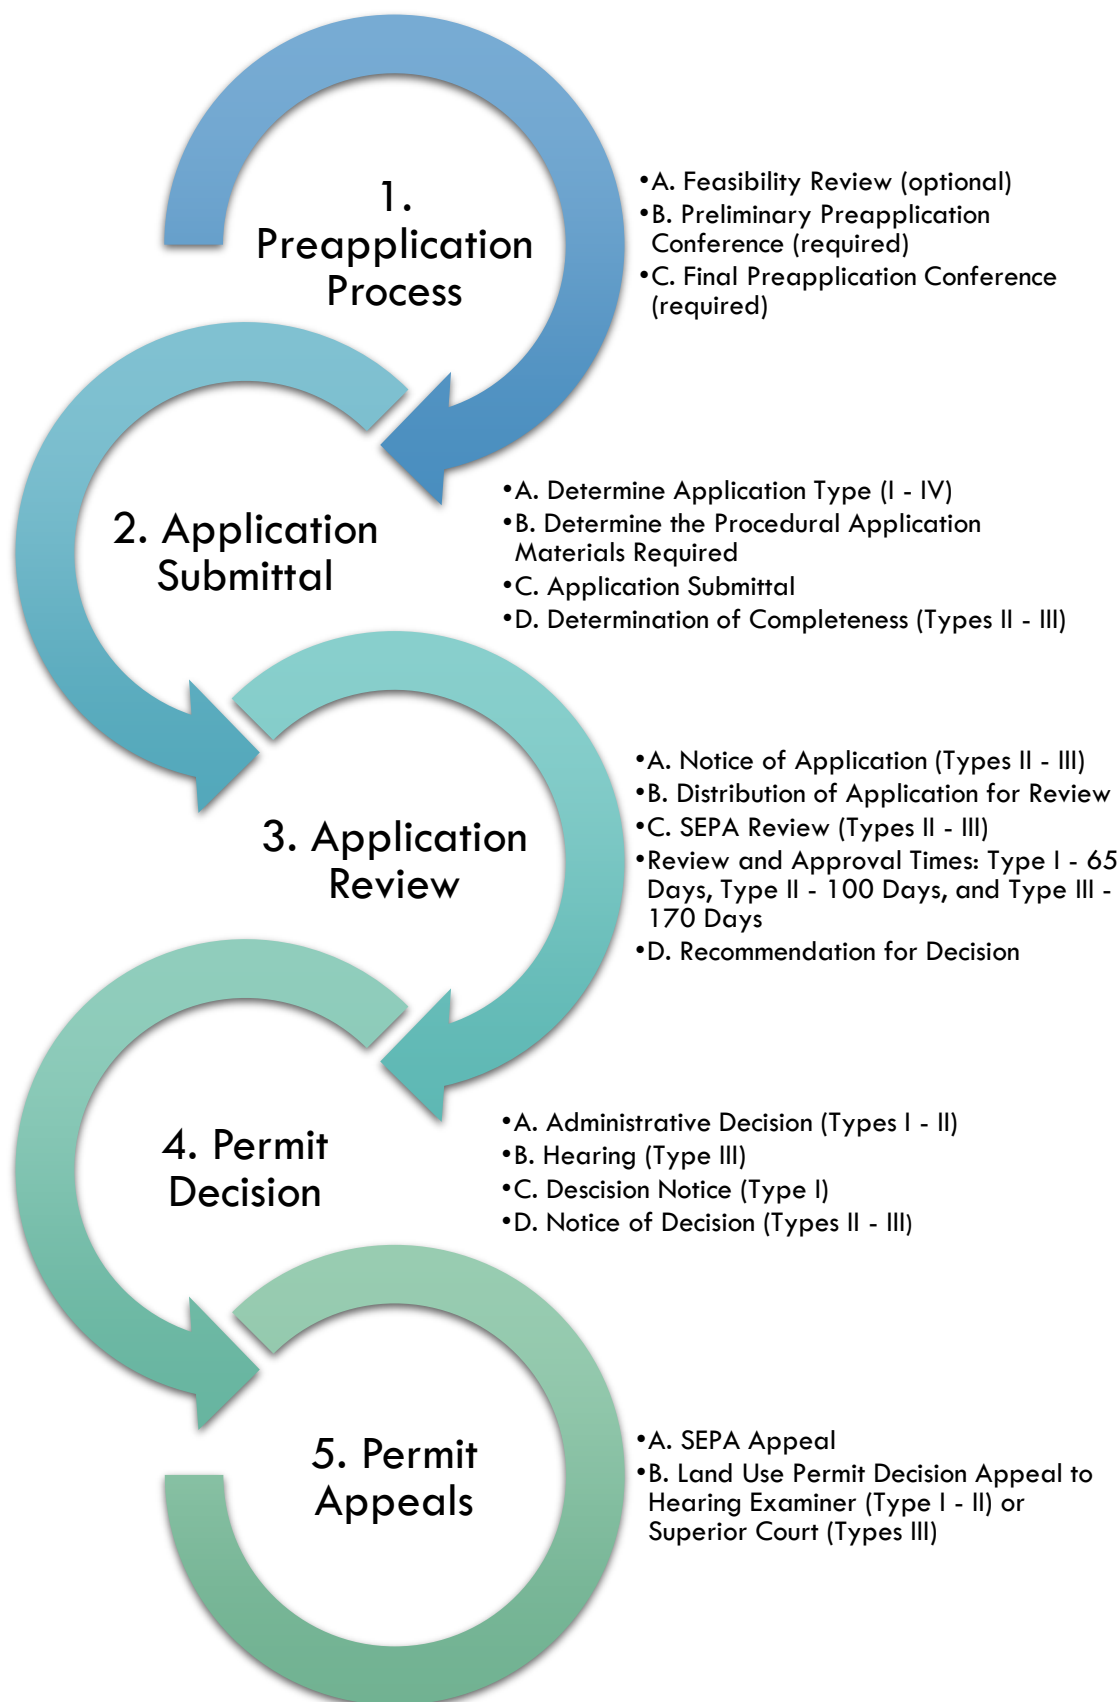 1.
Preapplication
Process
•A. Feasibility Review (optional)
•B. Preliminary Preapplication
Conference (required)
•C. Final Preapplication Conference
(required)
2. Application
Submittal
•A. Determine Application Type (I - IV)
•B. Determine the Procedural Application
Materials Required
•C. Application Submittal
•D. Determination of Completeness (Types II - III)
3. Application
Review
•A. Notice of Application (Types II - III)
•B. Distribution of Application for Review
•C. SEPA Review (Types II - III)
•Review and Approval Times: Type I - 65
Days, Type II - 100 Days, and Type III -
170 Days
•D. Recommendation for Decision
4. Permit
Decision
•A. Administrative Decision (Types I - II)
•B. Hearing (Type III)
•C. Descision Notice (Type I)
•D. Notice of Decision (Types II - III)
5. Permit
Appeals
•A. SEPA Appeal
•B. Land Use Permit Decision Appeal to
Hearing Examiner (Type I - II) or
Superior Court (Types III)